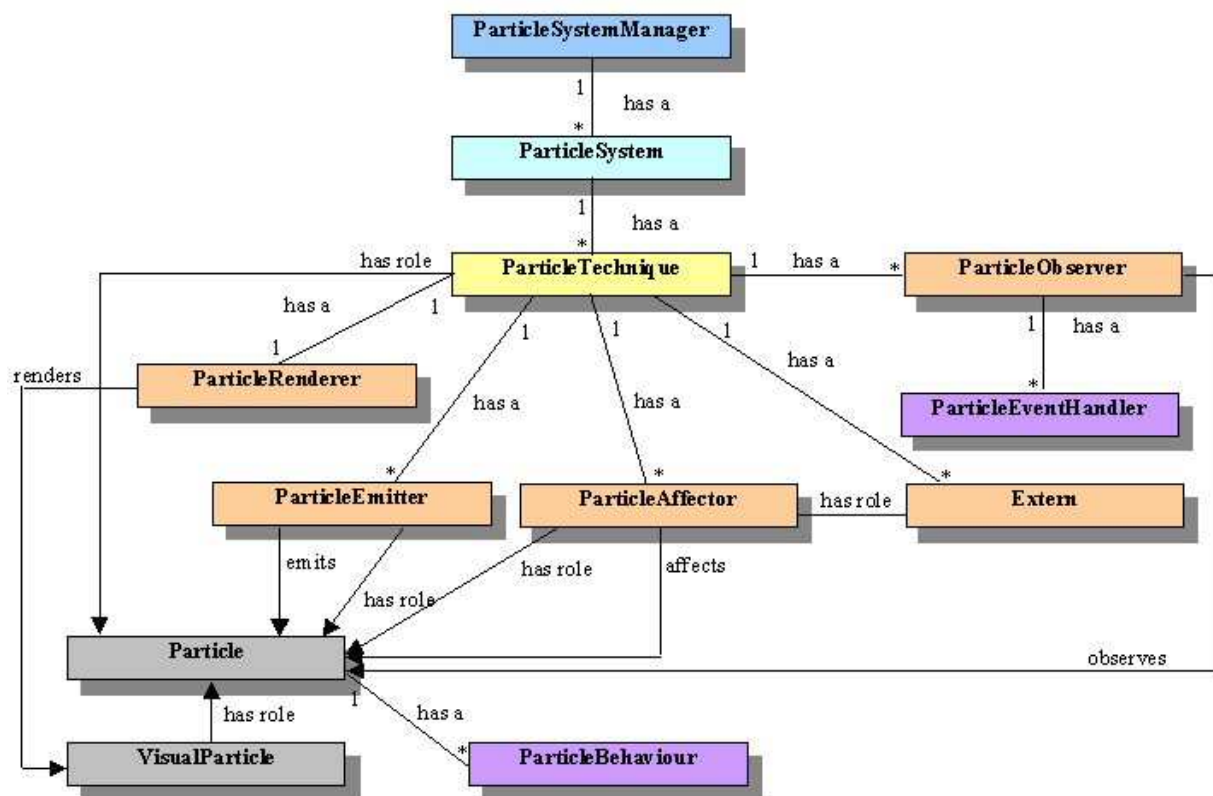 ParticleSystemManager
1
has a
*
ParticleSystem
1
has a
*
has role
ParticleTechnique
1
has a
*
ParticleObserver
has a
1
1
1
1
1
1
has a
has a
renders
ParticleRenderer
has a
has a
*
ParticleEventHandler
*
*
*
ParticleEmitter
ParticleAffector
has role
Extern
emits
has role
has role
affects
Particle
observes
1
has role
has a
*
VisualParticle
ParticleBehaviour